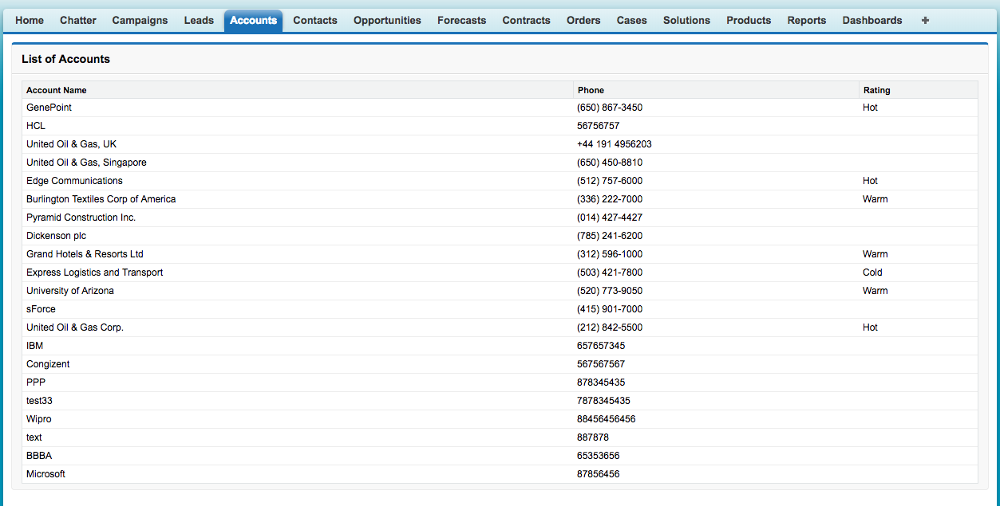 Home Chatter Campaigns Leads Accounts Contacts Opportunities Forecasts Contracts Orders Cases Solutions Products Reports Dashboards +
List of Accounts
Account Name Phone Rating
GenePoint (650) 867-3450 Hot
HCL 56756757
United Oil & Gas, UK +44 191 4956203
United Oil & Gas, Singapore (650) 450-8810
Edge Communications (512) 757-6000 Hot
Burlington Textiles Corp of America (336) 222-7000 Warm
Pyramid Construction Inc. (014) 427-4427
Dickenson plc (785) 241-6200
Grand Hotels & Resorts Ltd (312) 596-1000 Warm
Express Logistics and Transport (503) 421-7800 Cold
University of Arizona (520) 773-9050 Warm
sForce (415) 901-7000
United Oil & Gas Corp. (212) 842-5500 Hot
IBM 657657345
Congizent 567567567
PPP 878345435
test33 7878345435
Wipro 88456456456
text 887878
BBBA 65353656
Microsoft 87856456